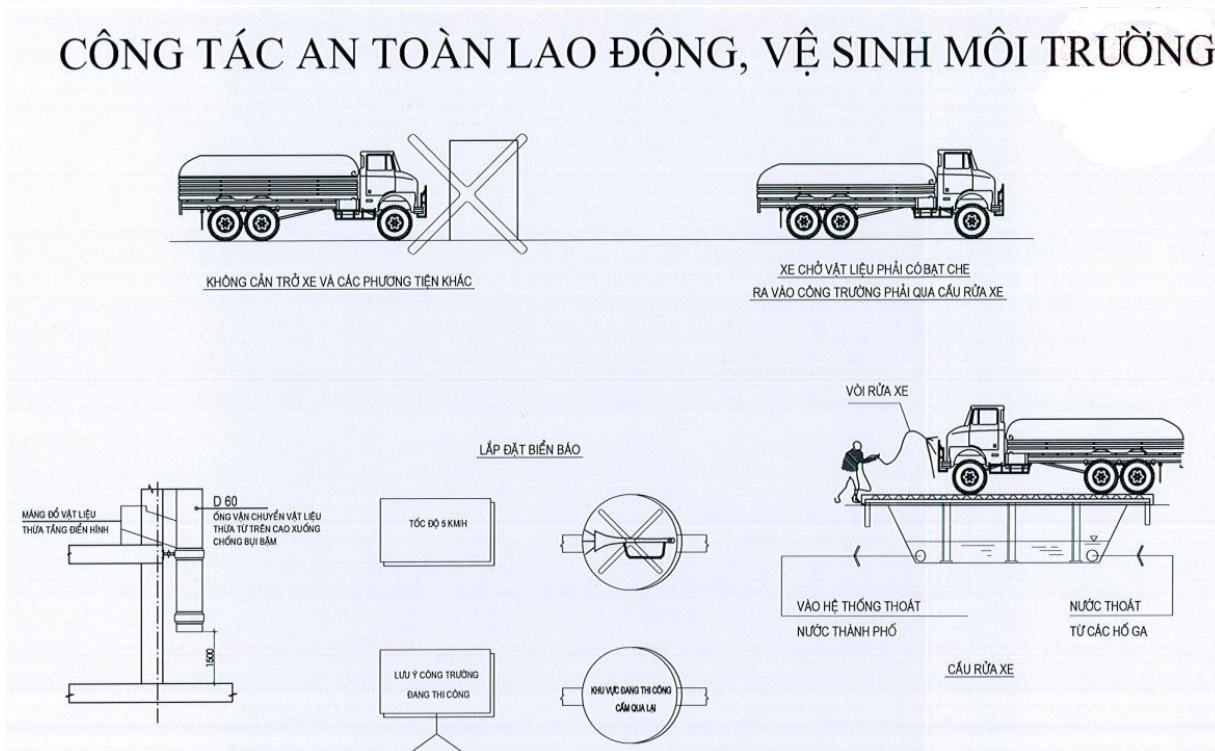 CÔNG TÁC AN TOÀN LAO ĐỘNG, VỆ SINH MÔI TRƯỜNG
KHÔNG CẢN TRỞ XE VÀ CÁC PHƯƠNG TIỆN KHÁC
XE CHỞ VẬT LIỆU PHẢI CÓ BẠT CHE
RA VÀO CÔNG TRƯỜNG PHẢI QUA CẦU RỬA XE
VÒI RỬA XE
LẮP ĐẶT BIỂN BÁO
MÁNG ĐỔ VẬT LIỆU
THỪA TẦNG ĐIỂN HÌNH
D 60
ỐNG VẬN CHUYỂN VẬT LIỆU
THỪA TỪ TRÊN CAO XUỐNG
CHỐNG BỤI BẶM
1500
TỐC ĐỘ 5 KM/H
LƯU Ý CÔNG TRƯỜNG
ĐANG THI CÔNG
KHU VỰC ĐANG THI CÔNG
CẤM QUA LẠI
VÀO HỆ THỐNG THOÁT
NƯỚC THÀNH PHỐ
NƯỚC THOÁT
TỪ CÁC HỐ GA
CẦU RỬA XE